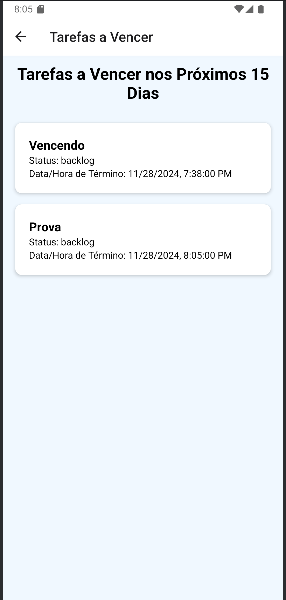 8:05
Tarefas a Vencer
Tarefas a Vencer nos Próximos 15
Dias
Vencendo
Status: backlog
Data/Hora de Término: 11/28/2024, 7:38:00 PM
Prova
Status: backlog
Data/Hora de Término: 11/28/2024, 8:05:00 PM